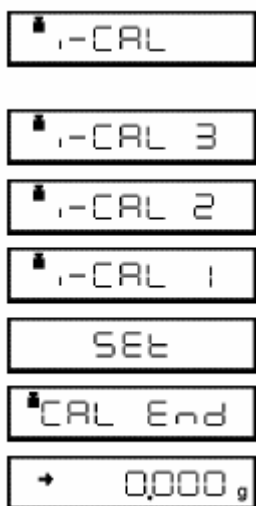 i-CAL
i-CAL 3
i-CAL 2
i-CAL 1
SEt
CAL End
→ 0.000 g